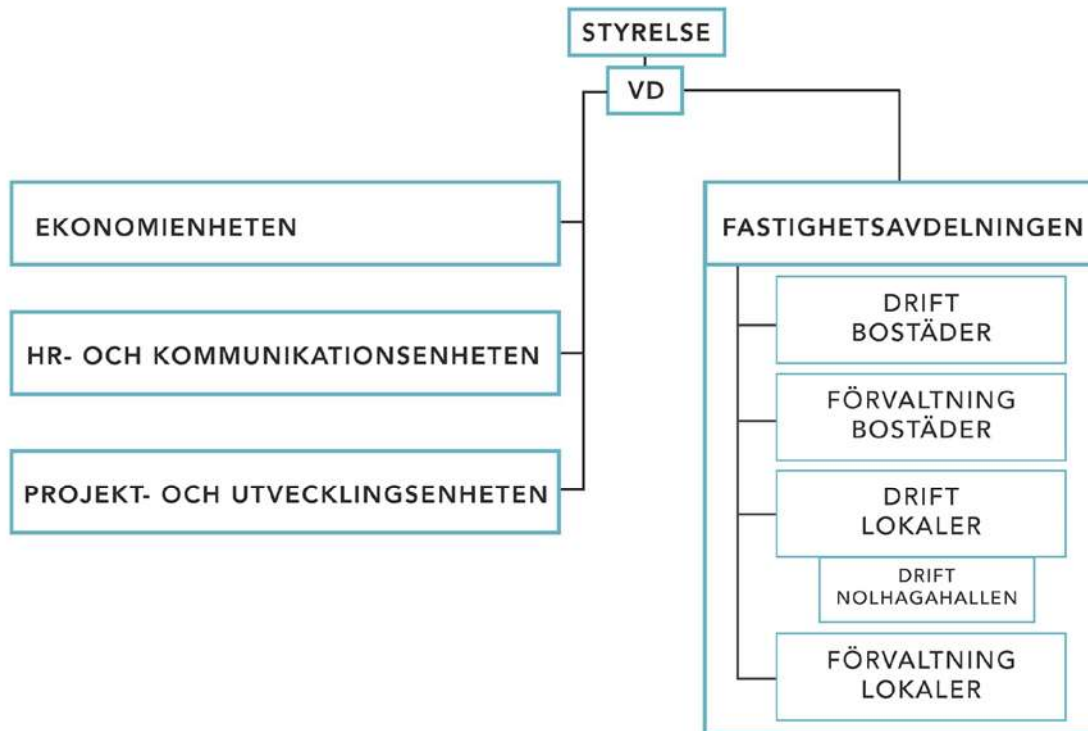 STYRELSE
VD
EKONOMIENHETEN
HR- OCH KOMMUNIKATIONSENHETEN
PROJEKT- OCH UTVECKLINGSENHETEN
FASTIGHETSAVDELNINGEN
DRIFT
BOSTÄDER
FÖRVALTNING
BOSTÄDER
DRIFT
LOKALER
DRIFT
NOLHAGAHALLEN
FÖRVALTNING
LOKALER